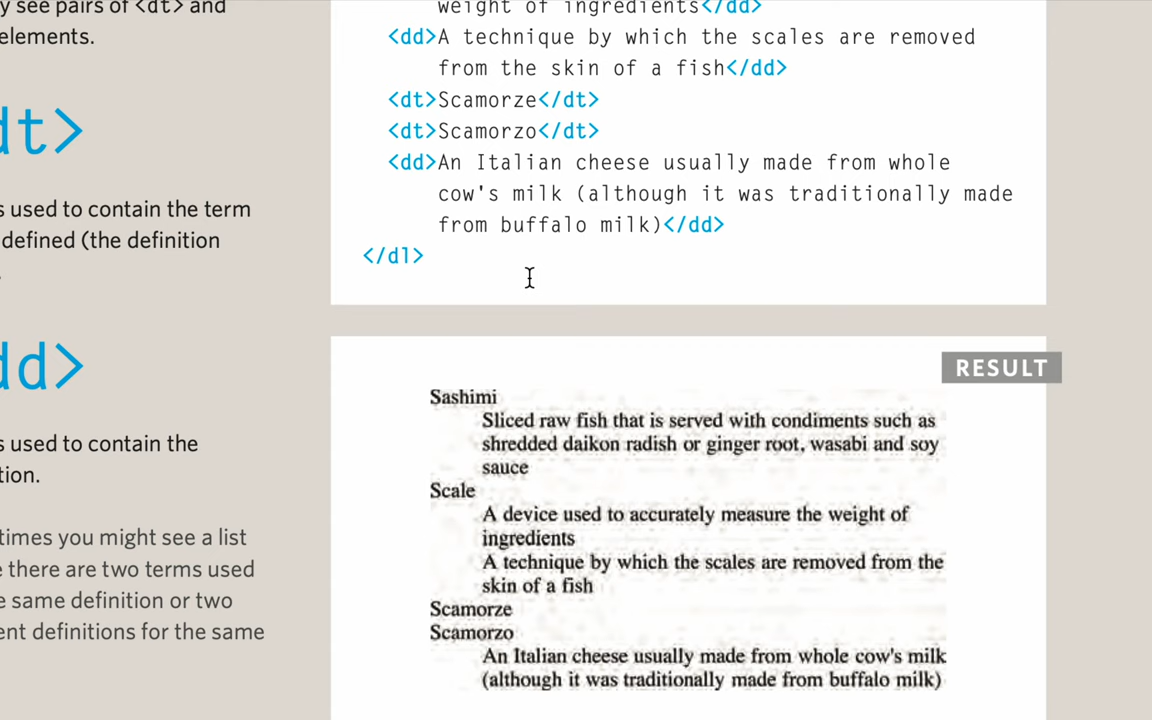 y see pairs of <dt> and
elements.
dt>
s used to contain the term
defined (the definition
dd>
s used to contain the
tion.
times you might see a list
e there are two terms used
e same definition or two
ent definitions for the same
weight of ingredients</dd>
<dd>A technique by which the scales are removed
from the skin of a fish</dd>
<dt>Scamorze</dt>
<dt>Scamorzo</dt>
<dd>An Italian cheese usually made from whole
cow's milk (although it was traditionally made
from buffalo milk)</dd>
</dl>
RESULT
Sashimi
Sliced raw fish that is served with condiments such as
shredded daikon radish or ginger root, wasabi and soy
sauce
Scale
A device used to accurately measure the weight of
ingredients
A technique by which the scales are removed from the
skin of a fish
Scamorze
Scamorzo
An Italian cheese usually made from whole cow's milk
(although it was traditionally made from buffalo milk)